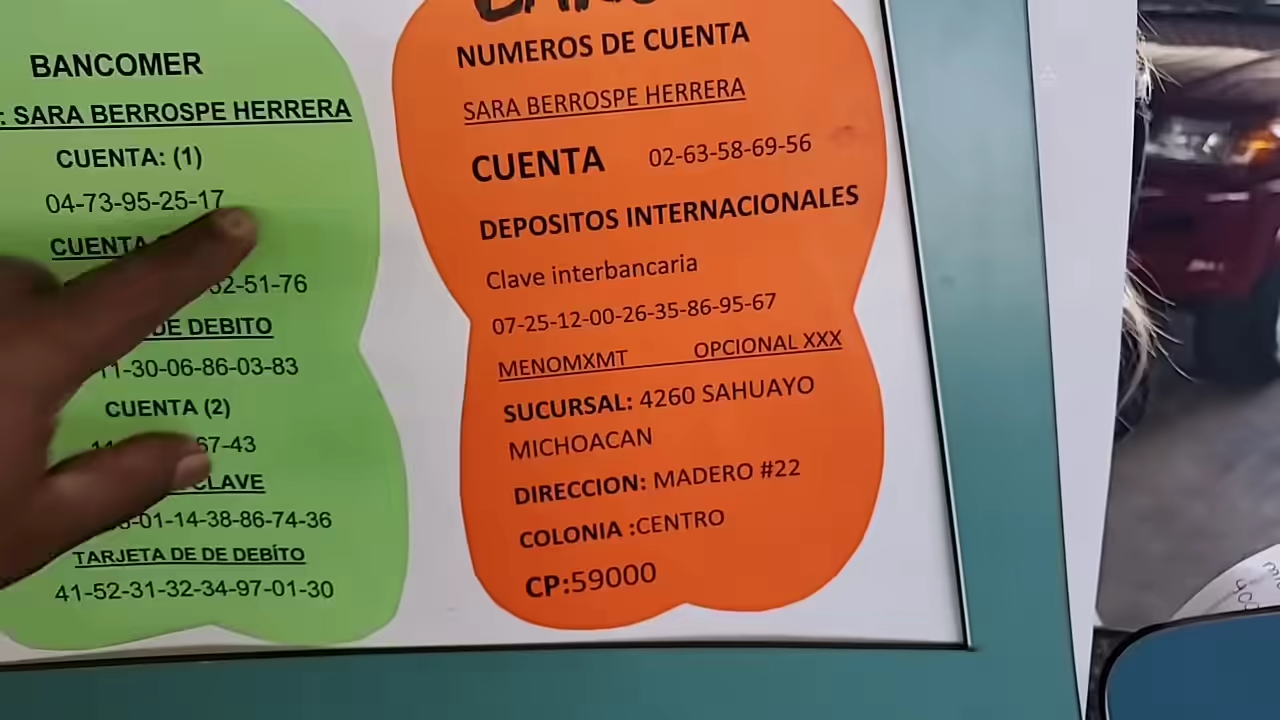 BANCOMER
: SARA BERROSPE HERRERA
CUENTA: (1)
04-73-95-25-17
CUENTA
52-51-76
DE DEBITO
11-30-06-86-03-83
CUENTA (2)
67-43
CLAVE
01-14-38-86-74-36
TARJETA DE DE DEBÍTO
41-52-31-32-34-97-01-30
NUMEROS DE CUENTA
SARA BERROSPE HERRERA
CUENTA 02-63-58-69-56
DEPOSITOS INTERNACIONALES
Clave interbancaria
07-25-12-00-26-35-86-95-67
MENOMXMT OPCIONAL XXX
SUCURSAL: 4260 SAHUAYO
MICHOACAN
DIRECCION: MADERO #22
COLONIA :CENTRO
CP:59000